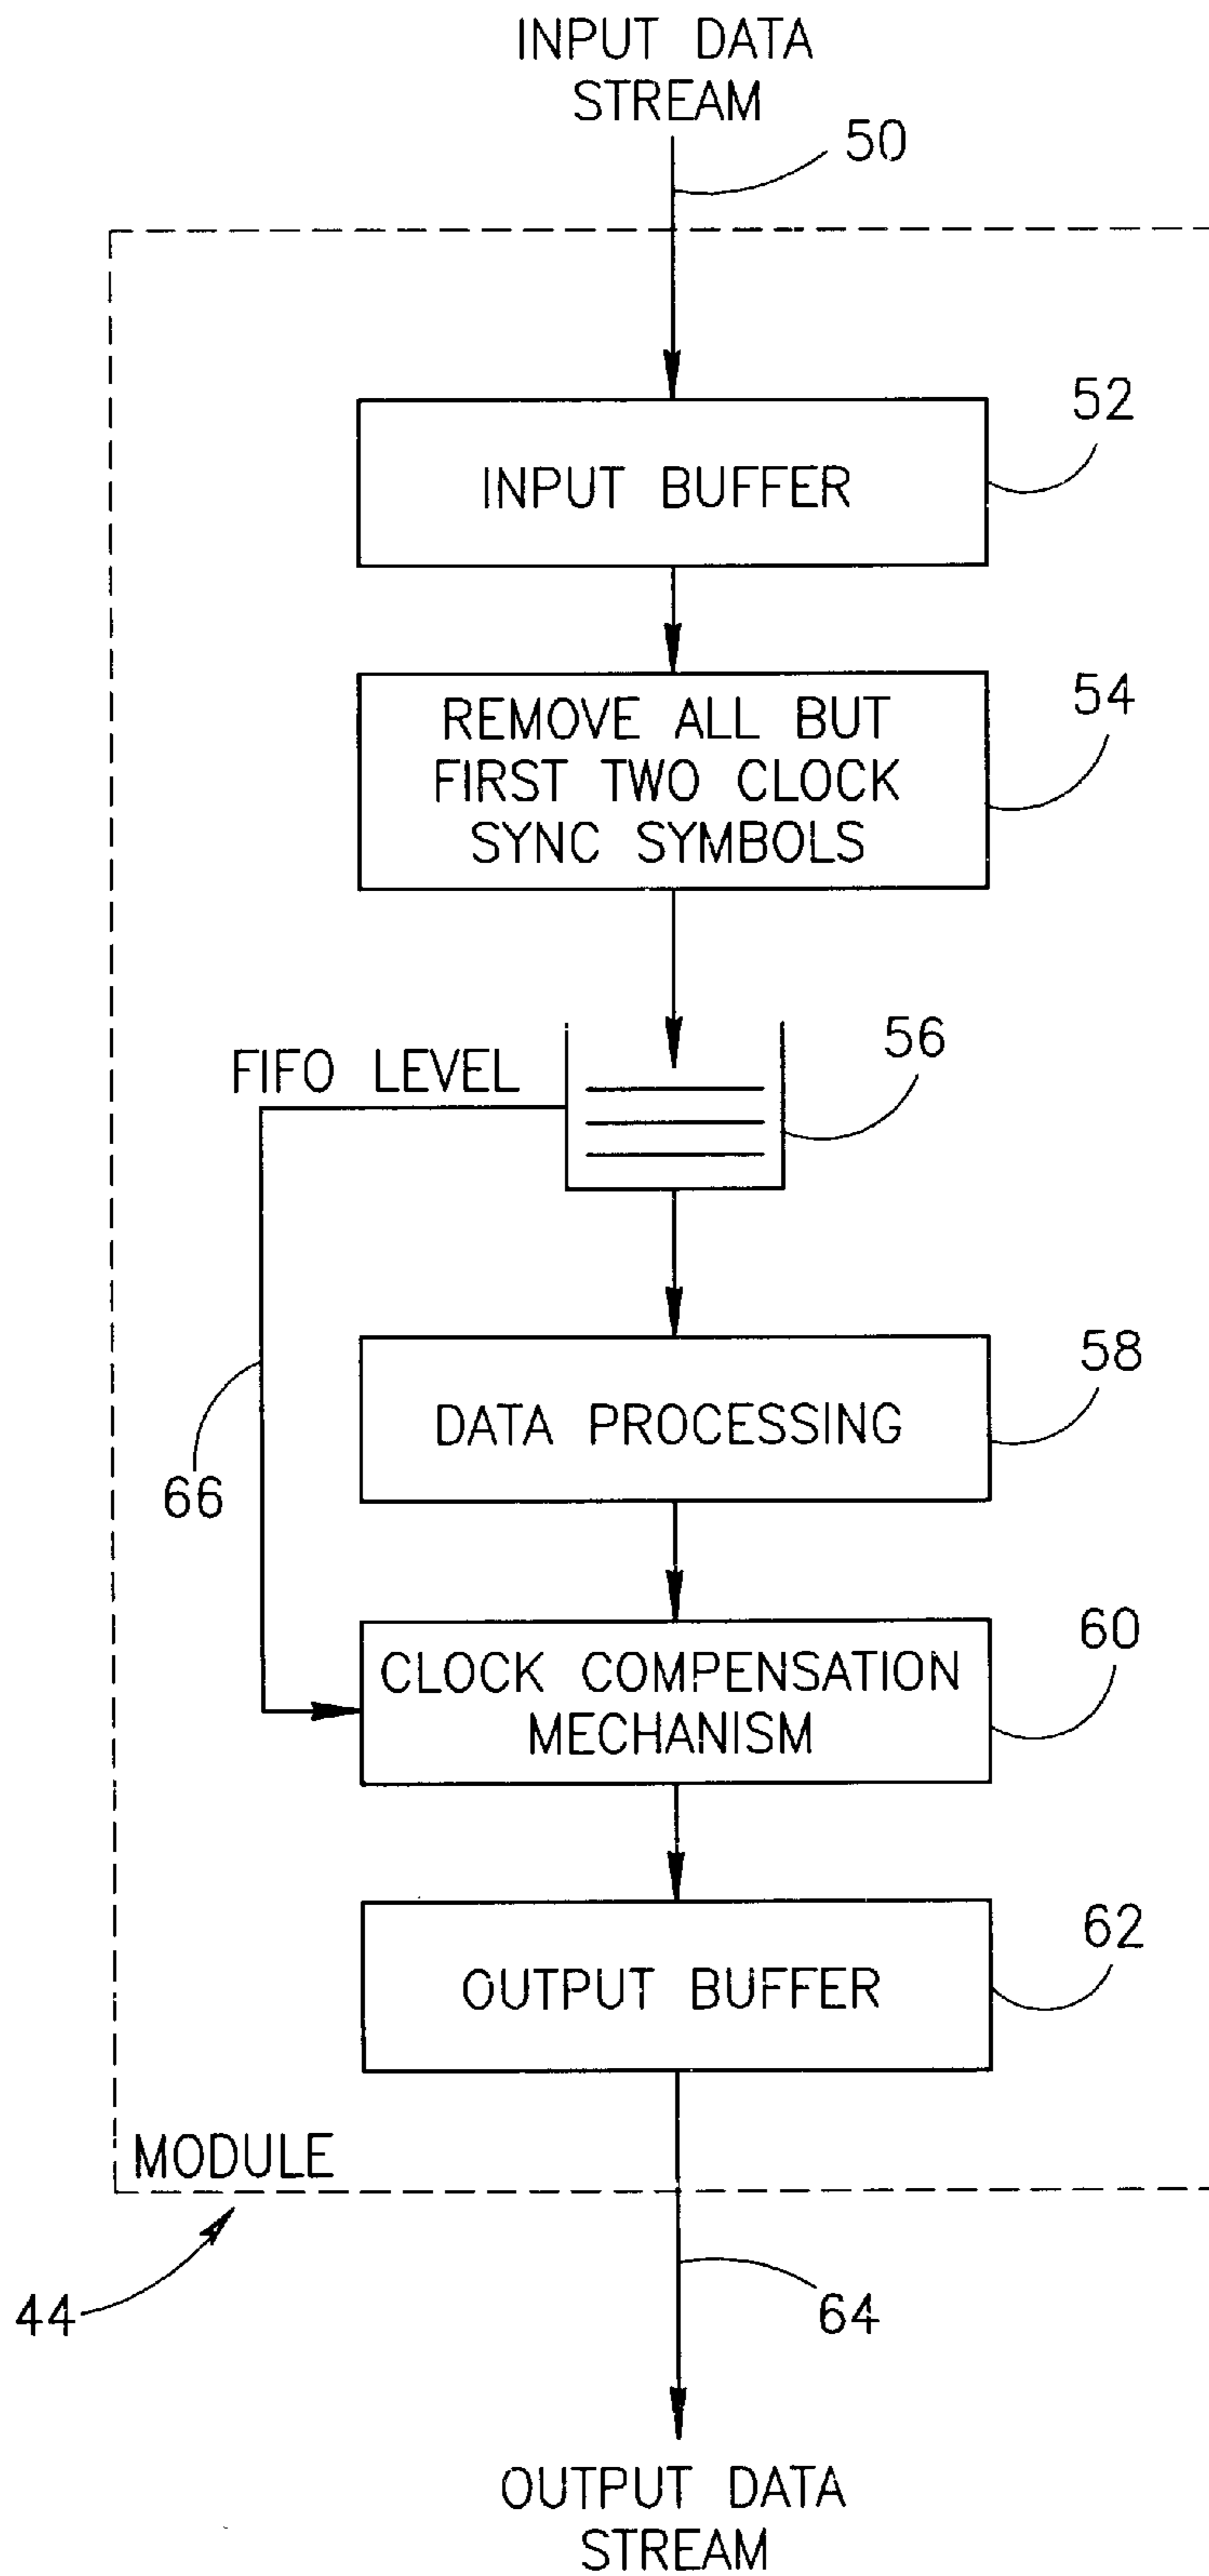 INPUT DATA
STREAM
50
52
INPUT BUFFER
54
REMOVE ALL BUT
FIRST TWO CLOCK
SYNC SYMBOLS
56
FIFO LEVEL
58
DATA PROCESSING
66
60
CLOCK COMPENSATION
MECHANISM
62
OUTPUT BUFFER
MODULE
44
64
OUTPUT DATA
STREAM